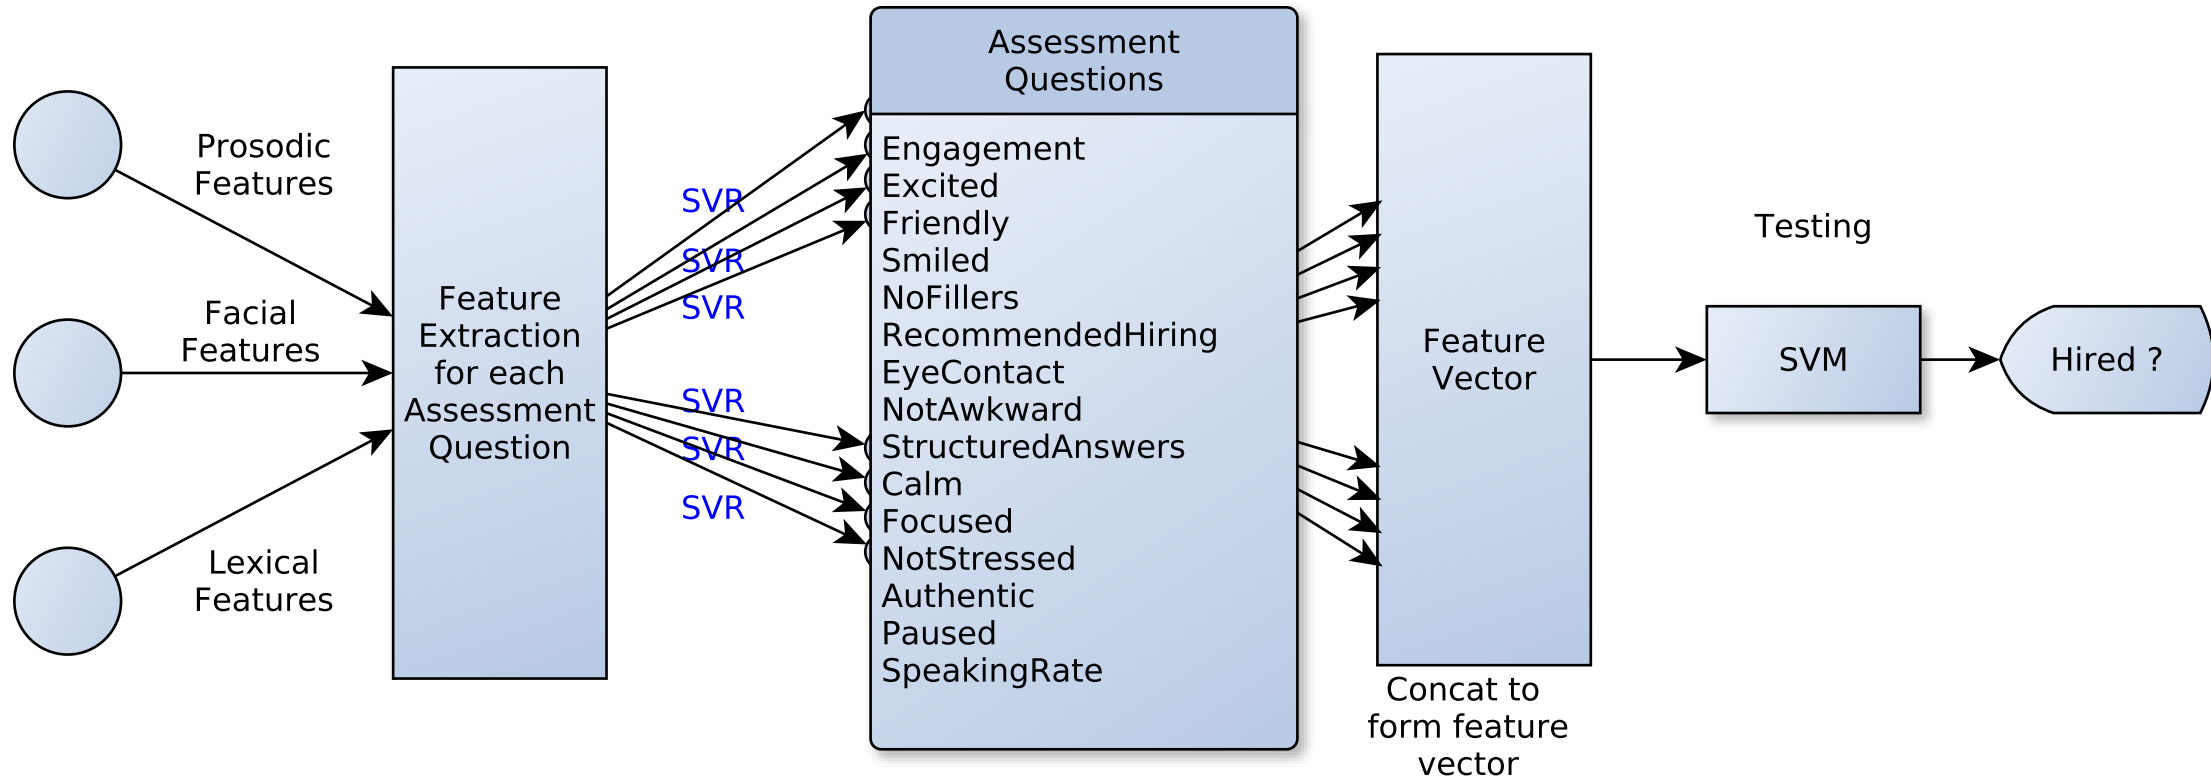 Prosodic
Features
Facial
Features
Lexical
Features
Feature
Extraction
for each
Assessment
Question
SVR
SVR
SVR
SVR
SVR
SVR
Assessment
Questions
Engagement
Excited
Friendly
Smiled
NoFillers
RecommendedHiring
EyeContact
NotAwkward
StructuredAnswers
Calm
Focused
NotStressed
Authentic
Paused
SpeakingRate
Feature
Vector
Concat to
form feature
vector
Testing
SVM
Hired ?